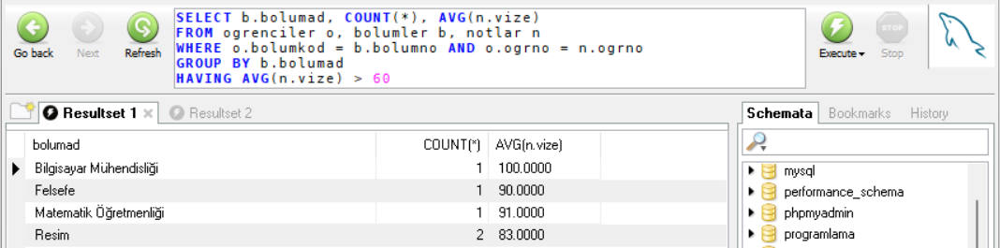 Go back
Next
Refresh
SELECT b.bolumad, COUNT(*), AVG(n.vize)
FROM ogrenciler o, bolumler b, notlar n
WHERE o.bolumkod = b.bolumno AND o.ogrno = n.ogrno
GROUP BY b.bolumad
HAVING AVG(n.vize) > 60
Execute
STOP
Stop
Resultset 1
Resultset 2
bolumad COUNT(*) AVG(n.vize)
Bilgisayar Mühendisliği 1 100.0000
Felsefe 1 90.0000
Matematik Öğretmenliği 1 91.0000
Resim 2 83.0000
Schemata Bookmarks History
mysql
performance_schema
phpmyadmin
programlama